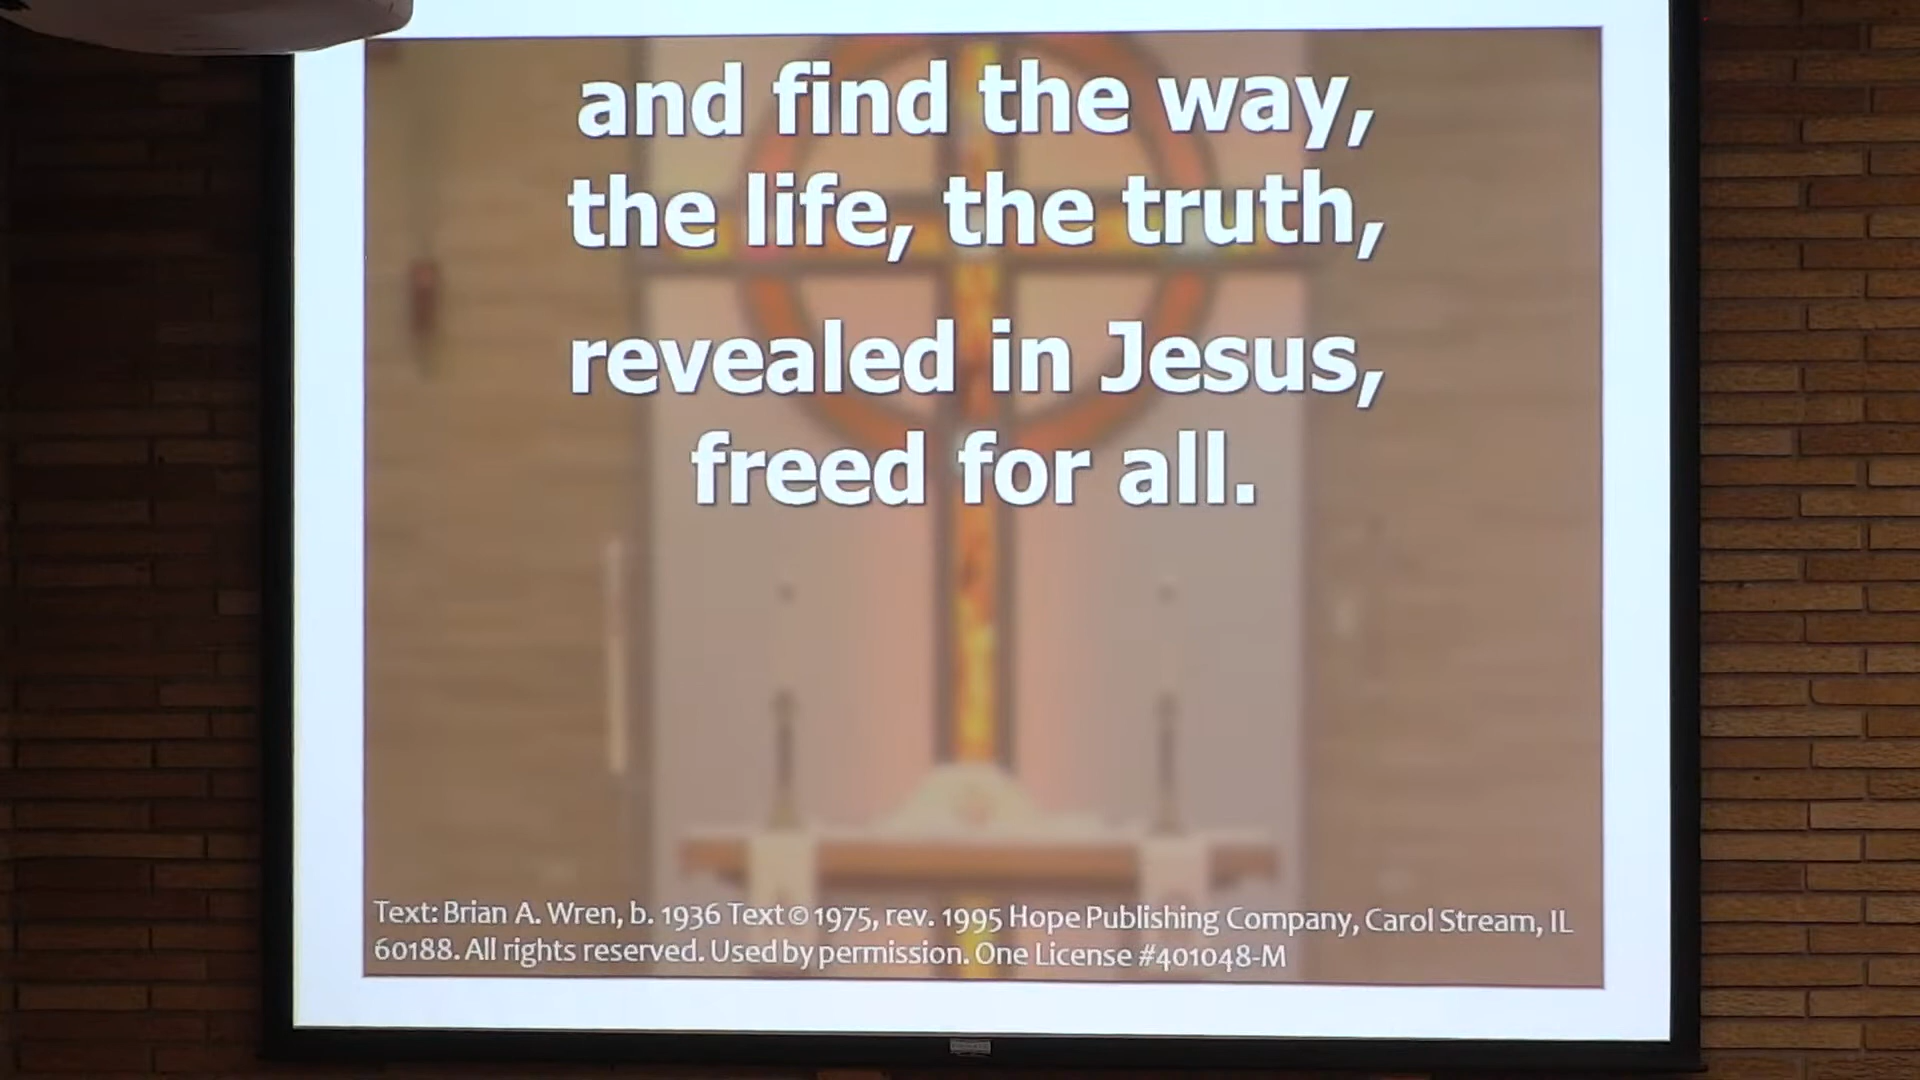 and find the way,
the life, the truth,
revealed in Jesus,
freed for all.
Text: Brian A. Wren, b. 1936 Text © 1975, rev. 1995 Hope Publishing Company, Carol Stream, IL
60188. All rights reserved. Used by permission. One License #401048-M